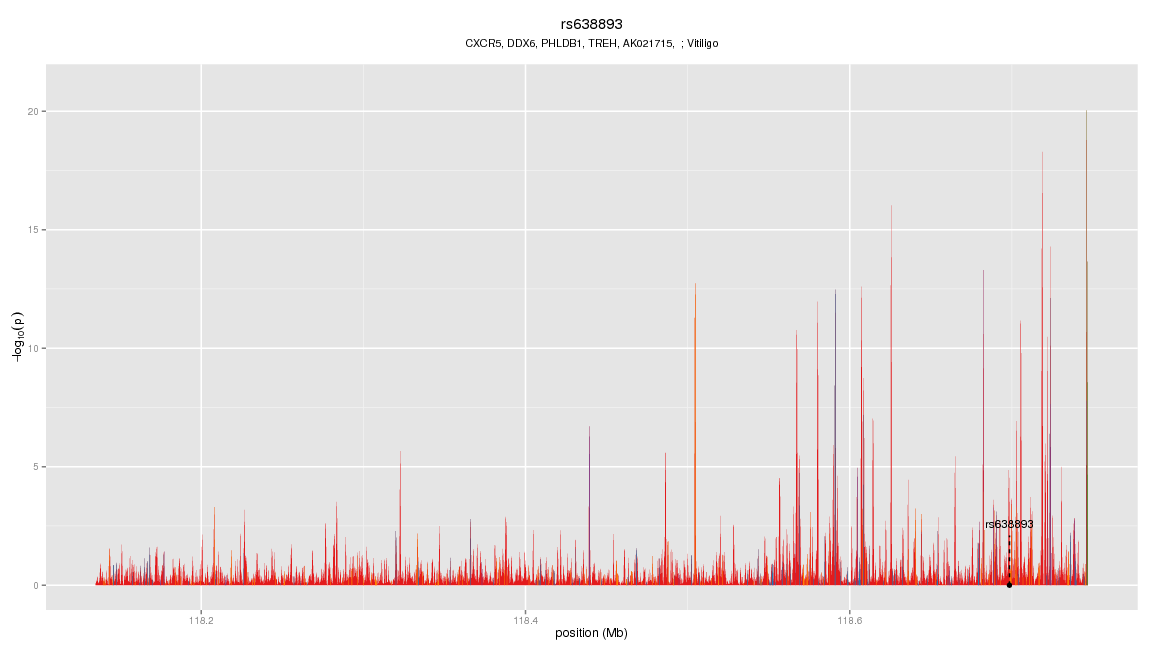 rs638893
CXCR5, DDX6, PHLDB1, TREH, AK021715, ; Vitiligo
20
15
10
5
0
−log10(p)
rs638893
118.2
118.4
118.6
position (Mb)